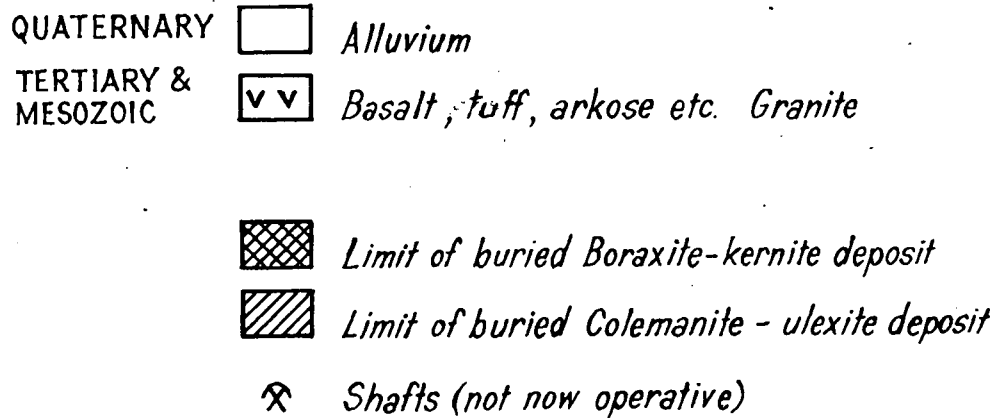 QUATERNARY Alluvium
TERTIARY &
MESOZOIC
v v Basalt, tuff, arkose etc. Granite
Limit of buried Boraxite-kernite deposit
Limit of buried Colemanite - ulexite deposit
Shafts (not now operative)